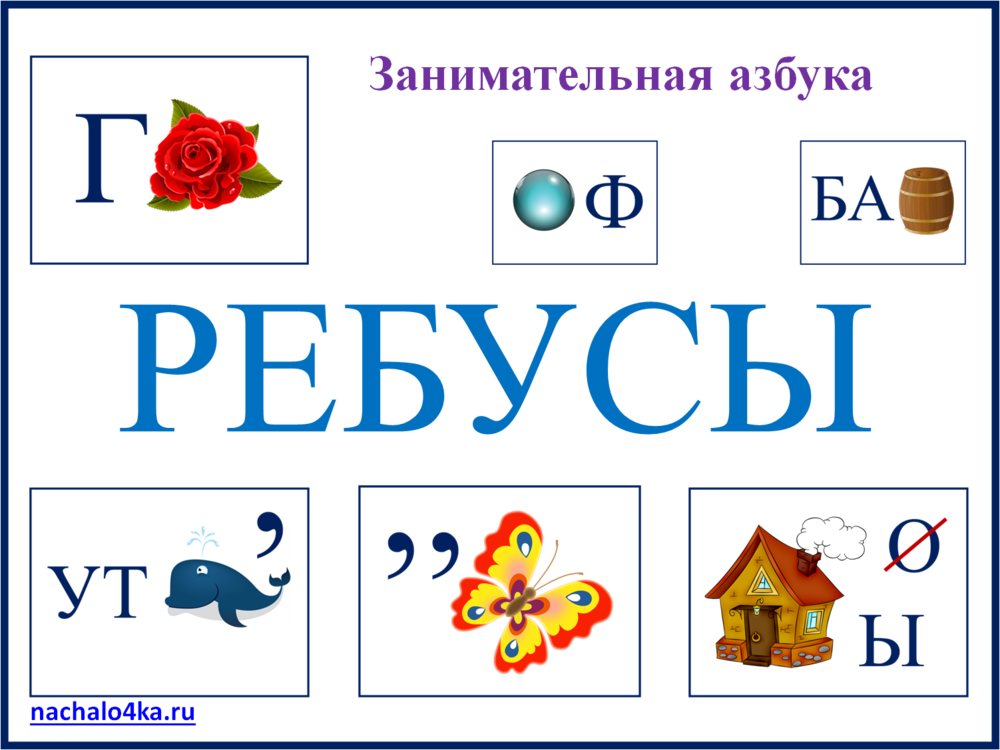 Занимательная азбука
Г
Ф
БА
РЕБУСЫ
УТ ,
,,
О
Ы
nachalo4ka.ru